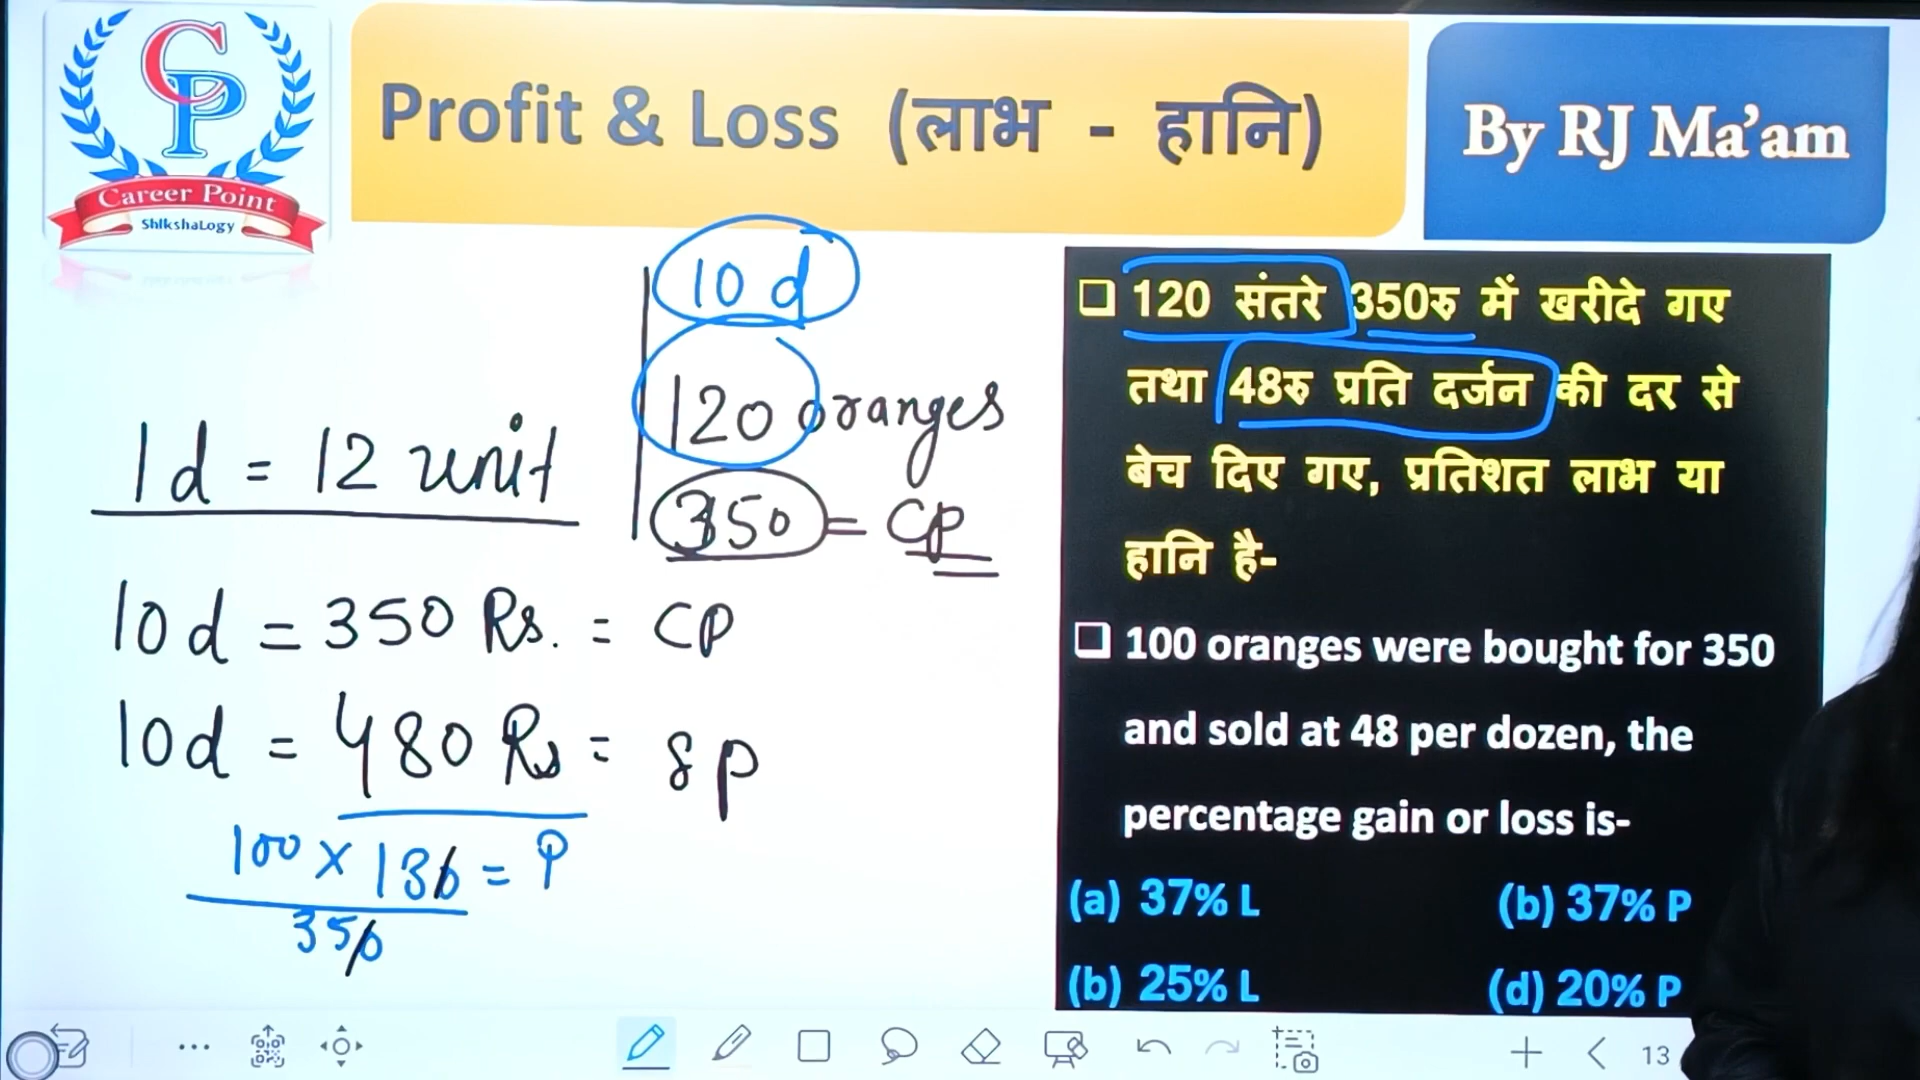 CP
Career Point
ShIkshaLogy
Profit & Loss (लाभ - हानि)
By RJ Ma'am
10 d
120 oranges
350 = CP
1d = 12 unit
10d = 350 Rs. = CP
10d = 480 Rs = SP
100 × 130 = P
350
120 संतरे 350रु में खरीदे गए
तथा 48रु प्रति दर्जन की दर से
बेच दिए गए, प्रतिशत लाभ या
हानि है-
100 oranges were bought for 350
and sold at 48 per dozen, the
percentage gain or loss is-
(a) 37% L (b) 37% P
(b) 25% L (d) 20% P
13